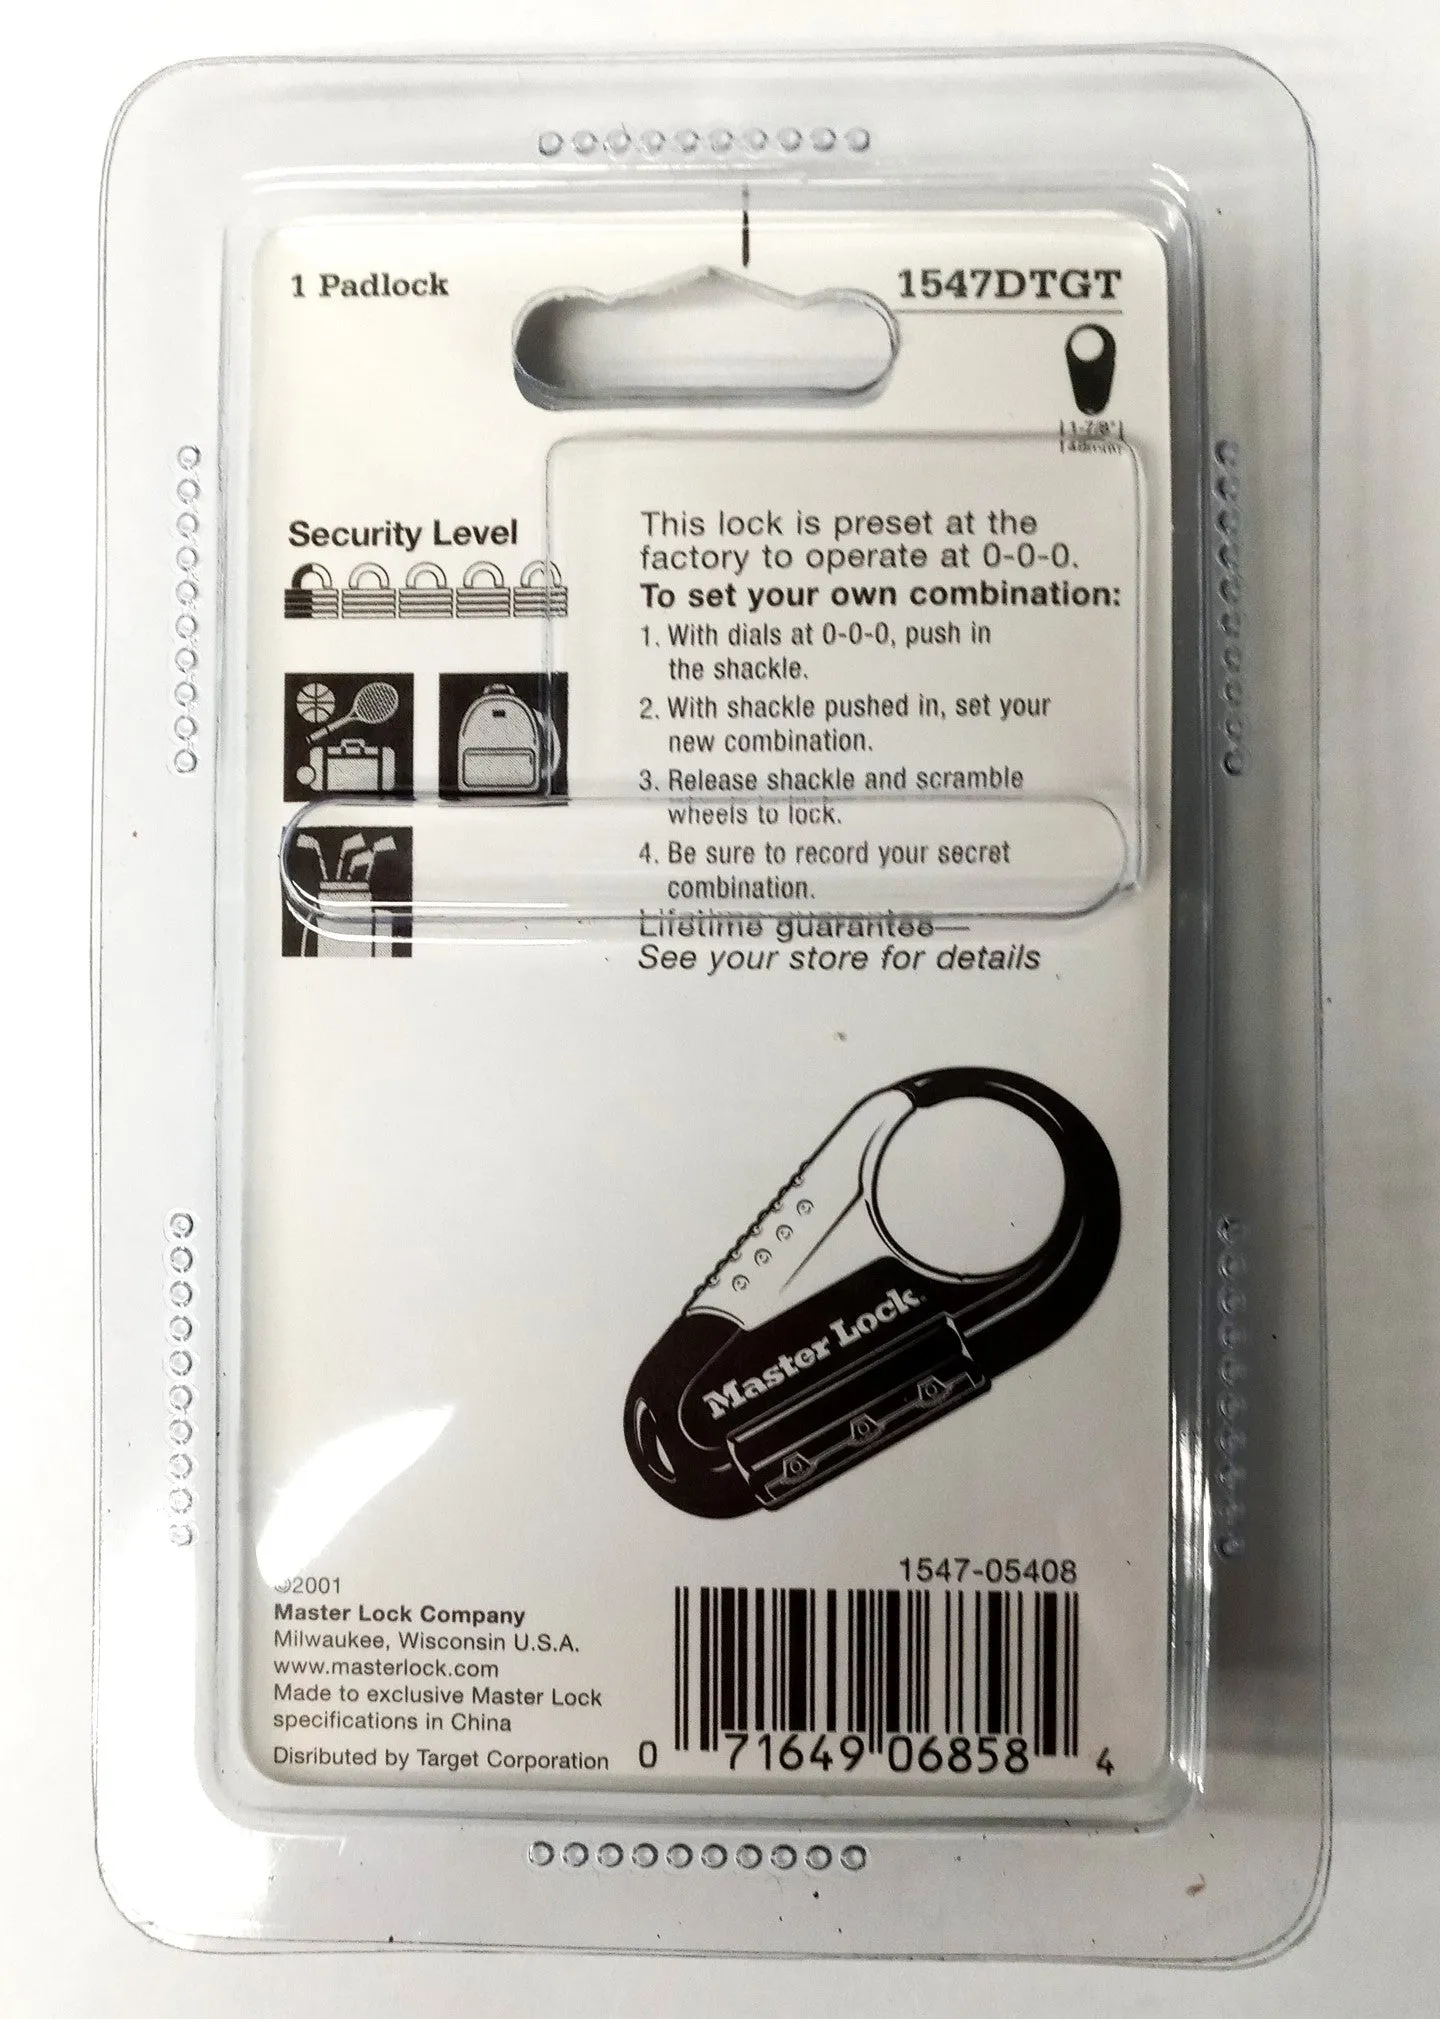 1 Padlock
1547DTGT
|1-7/8"|
Security Level
This lock is preset at the
factory to operate at 0-0-0.
To set your own combination:
1. With dials at 0-0-0, push in
the shackle.
2. With shackle pushed in, set your
new combination.
3. Release shackle and scramble
wheels to lock.
4. Be sure to record your secret
combination.
Lifetime guarantee—
See your store for details
Master Lock.
©2001
Master Lock Company
Milwaukee, Wisconsin U.S.A.
www.masterlock.com
Made to exclusive Master Lock
specifications in China
Disributed by Target Corporation
1547-05408
0 71649 06858 4